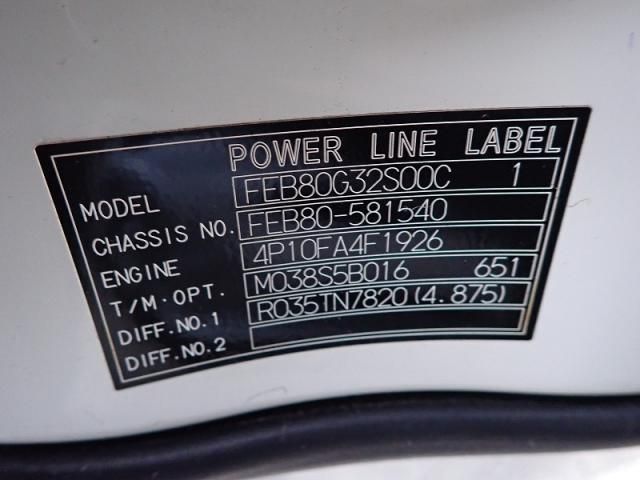 POWER LINE LABEL
MODEL FEB80G32S00C 1
CHASSIS NO. FEB80-581540
ENGINE 4P10FA4F1926
T/M·OPT. M038S5B016 651
DIFF.NO.1 R035TN7820(4.875)
DIFF.NO.2